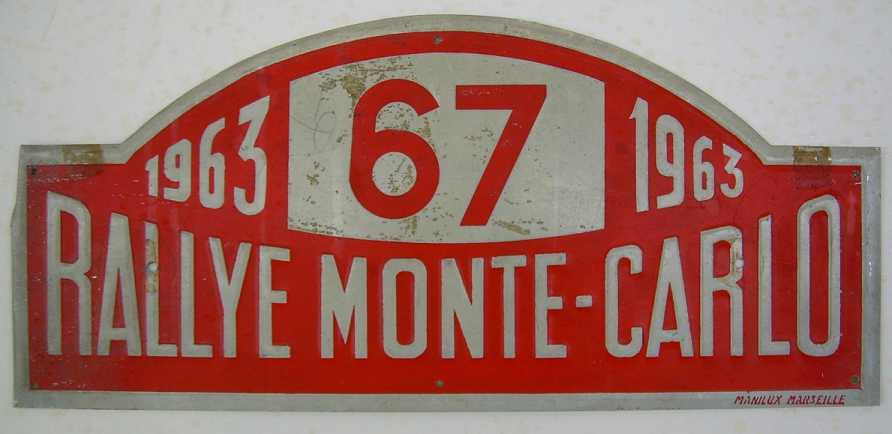 67
1963 1963
RALLYE MONTE-CARLO
MANILUX MARSEILLE